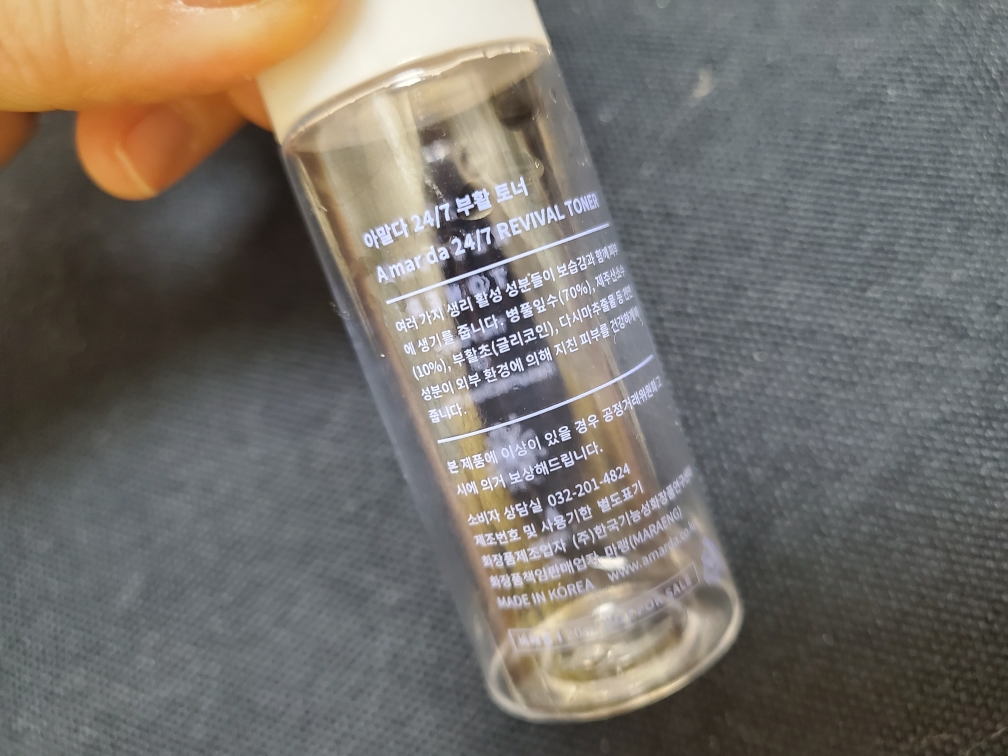 아말다 24/7 부활 토너
Amarda 24/7 REVIVAL TONER
여러 가지 생리 활성 성분들이 보습감과 함께 피부
에 생기를 줍니다. 병풀잎수(70%), 제주산소수
(10%), 부활초(글리코인), 다시마추출물 등
성분이 외부 환경에 의해 지친 피부를 건강하게
줍니다.
본 제품에 이상이 있을 경우 공정거래위원회고
시에 의거 보상해드립니다.
소비자 상담실 032-201-4824
제조번호 및 사용기한 별도표기
화장품제조업자 (주)한국기능성화장품연구
화장품책임판매업자 마랭(MARAENG)
MADE IN KOREA
SALE